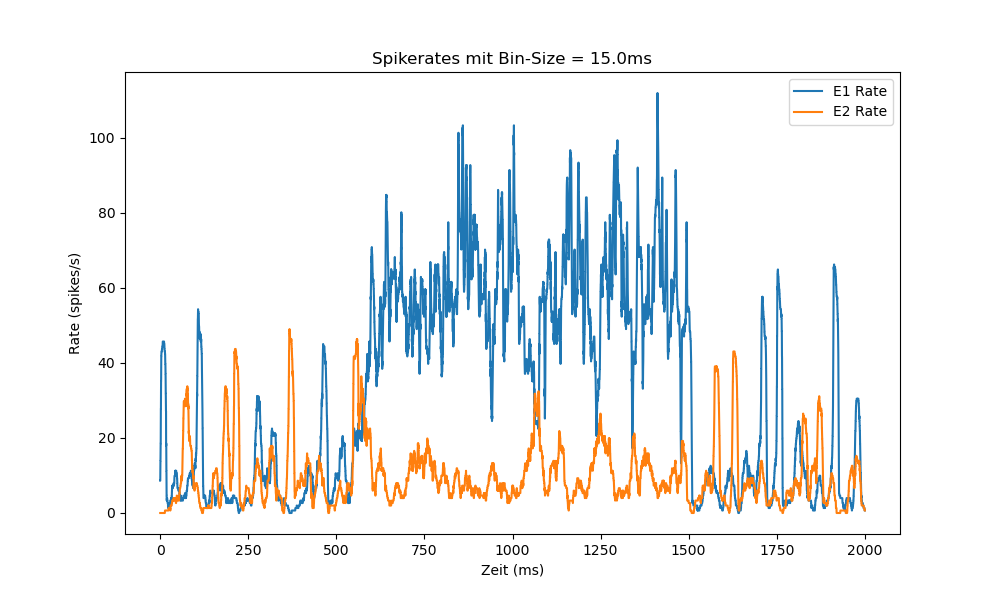 Spikerates mit Bin-Size = 15.0ms
E1 Rate
E2 Rate
100
80
60
40
20
0
Rate (spikes/s)
0 250 500 750 1000 1250 1500 1750 2000
Zeit (ms)